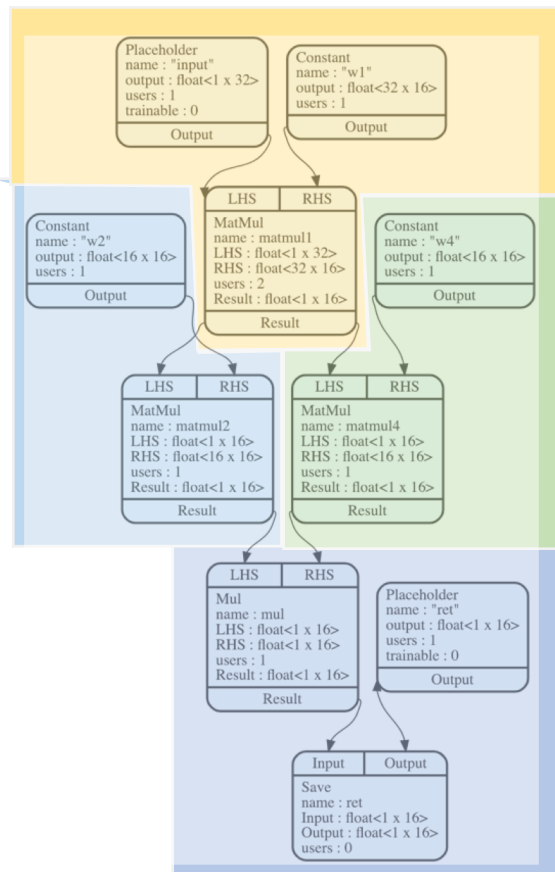 Placeholder
name : "input"
output : float<1 x 32>
users : 1
trainable : 0
Output
Constant
name : "w1"
output : float<32 x 16>
users : 1
Output
LHS RHS
MatMul
name : matmul1
LHS : float<1 x 32>
RHS : float<32 x 16>
users : 2
Result : float<1 x 16>
Result
Constant
name : "w2"
output : float<16 x 16>
users : 1
Output
Constant
name : "w4"
output : float<16 x 16>
users : 1
Output
LHS RHS
MatMul
name : matmul2
LHS : float<1 x 16>
RHS : float<16 x 16>
users : 1
Result : float<1 x 16>
Result
LHS RHS
MatMul
name : matmul4
LHS : float<1 x 16>
RHS : float<16 x 16>
users : 1
Result : float<1 x 16>
Result
LHS RHS
Mul
name : mul
LHS : float<1 x 16>
RHS : float<1 x 16>
users : 1
Result : float<1 x 16>
Result
Placeholder
name : "ret"
output : float<1 x 16>
users : 1
trainable : 0
Output
Input Output
Save
name : ret
Input : float<1 x 16>
Output : float<1 x 16>
users : 0